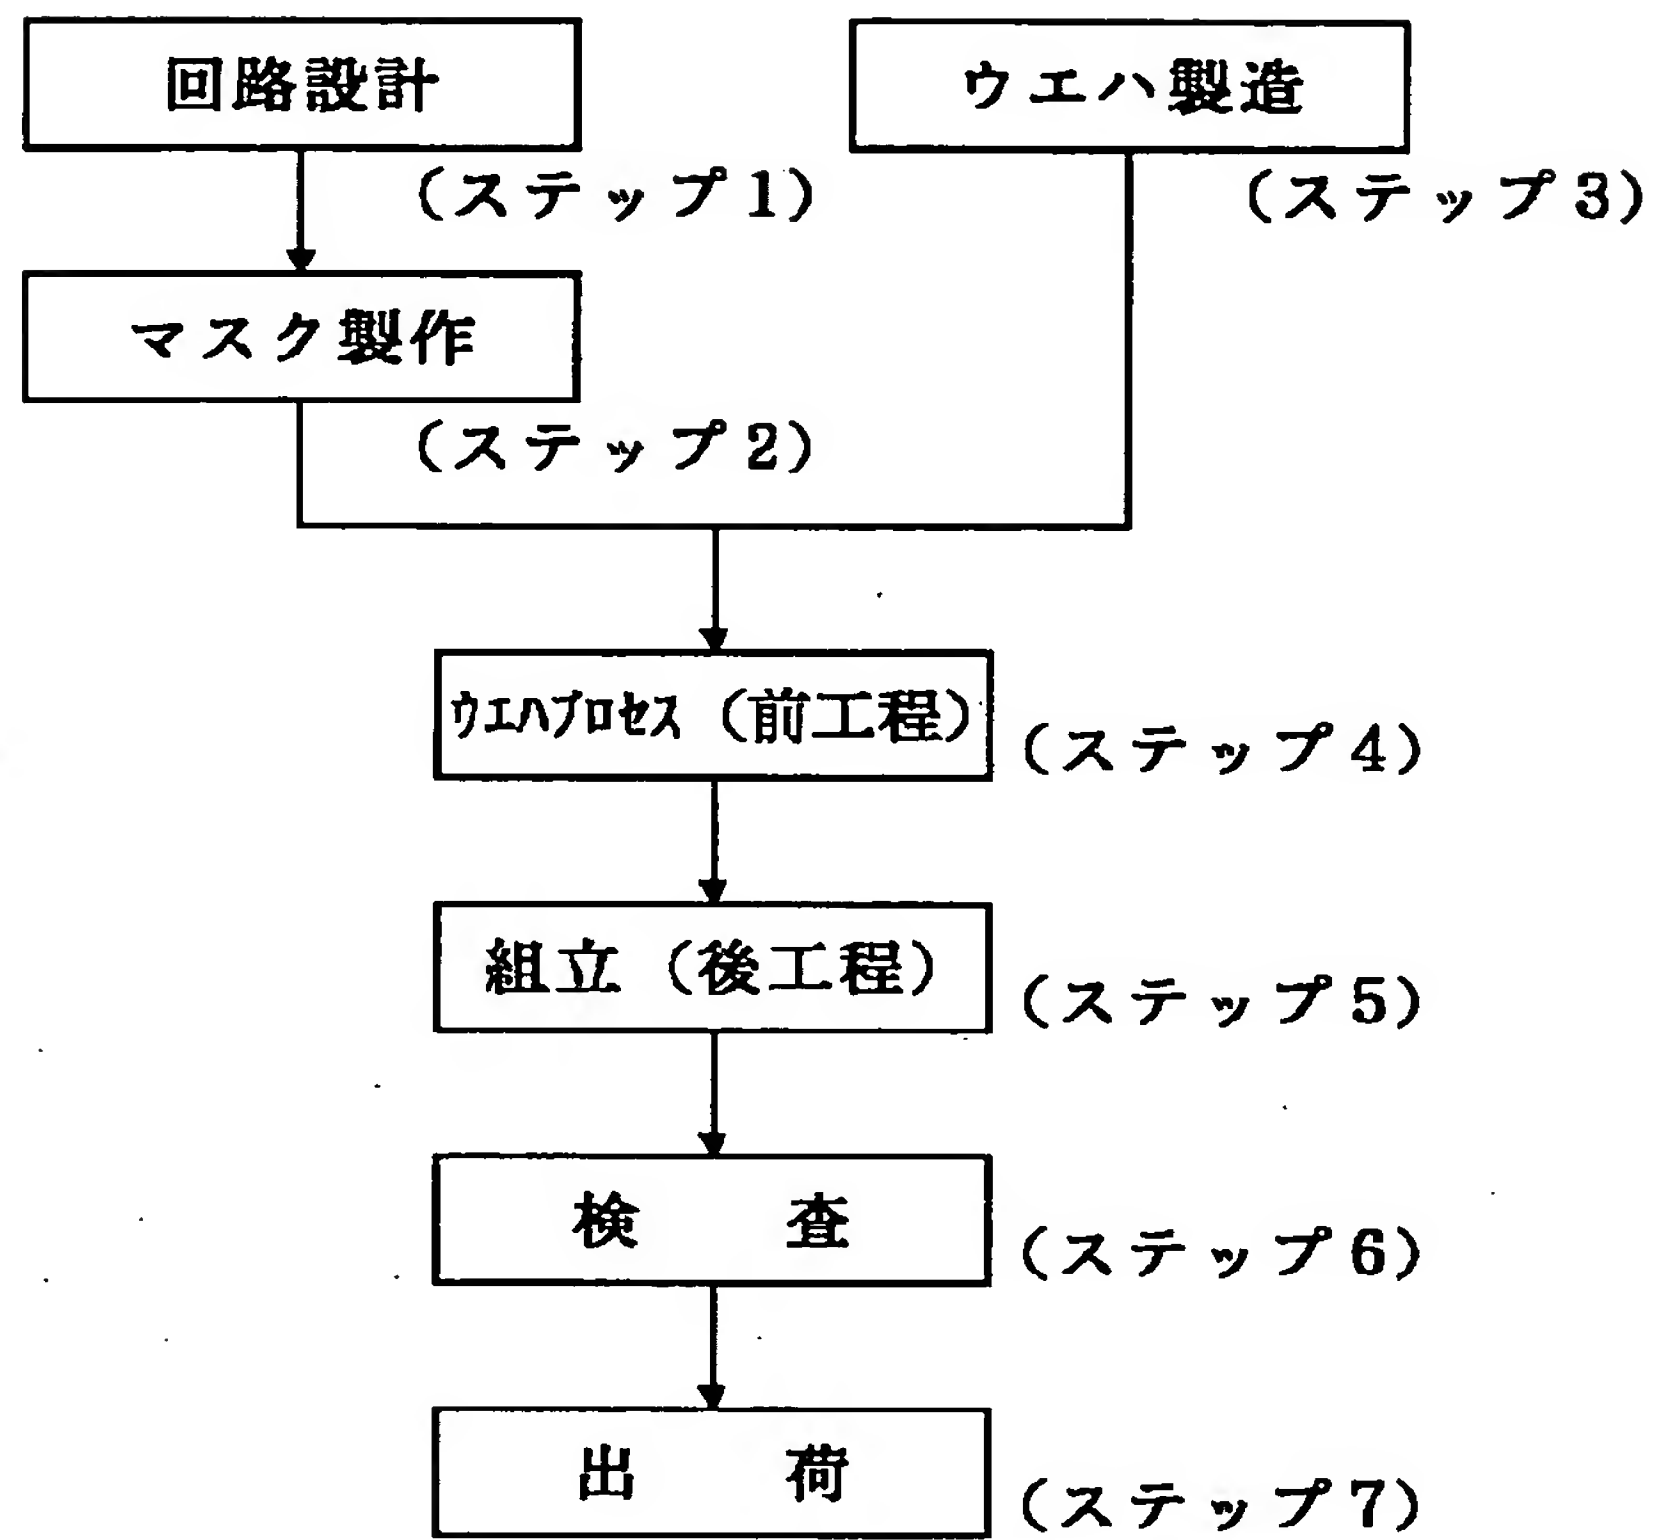 回路設計
ウエハ製造
(ステップ1)
(ステップ3)
マスク製作
(ステップ2)
ウエハプロセス (前工程)
(ステップ4)
組立 (後工程)
(ステップ5)
検 査
(ステップ6)
出 荷
(ステップ7)